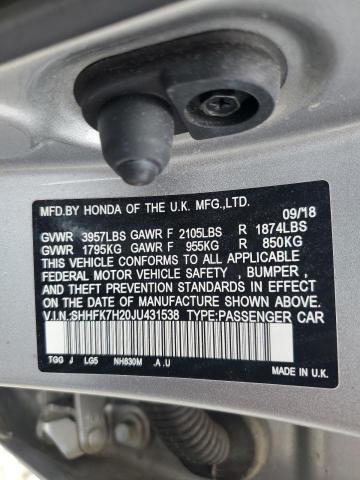 MFD.BY HONDA OF THE U.K. MFG.,LTD.
09/18
GVWR 3957LBS GAWR F 2105LBS R 1874LBS
GVWR 1795KG GAWR F 955KG R 850KG
THIS VEHICLE CONFORMS TO ALL APPLICABLE
FEDERAL MOTOR VEHICLE SAFETY , BUMPER ,
AND THEFT PREVENTION STANDARDS IN EFFECT
ON THE DATE OF MANUFACTURE SHOWN ABOVE.
V.I.N.:SHHFK7H20JU431538 TYPE:PASSENGER CAR
TGG J LG5 NH830M .A .U
MADE IN U.K.